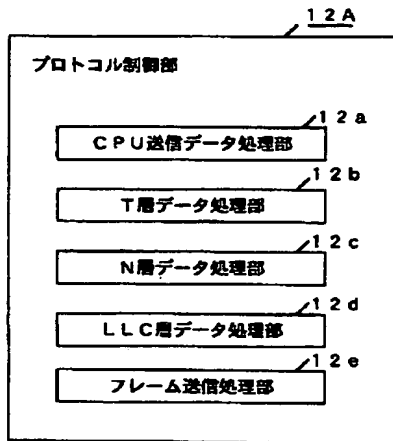 １２Ａ
プロトコル制御部
１２ａ
ＣＰＵ送信データ処理部
１２ｂ
Ｔ層データ処理部
１２ｃ
Ｎ層データ処理部
１２ｄ
ＬＬＣ層データ処理部
１２ｅ
フレーム送信処理部